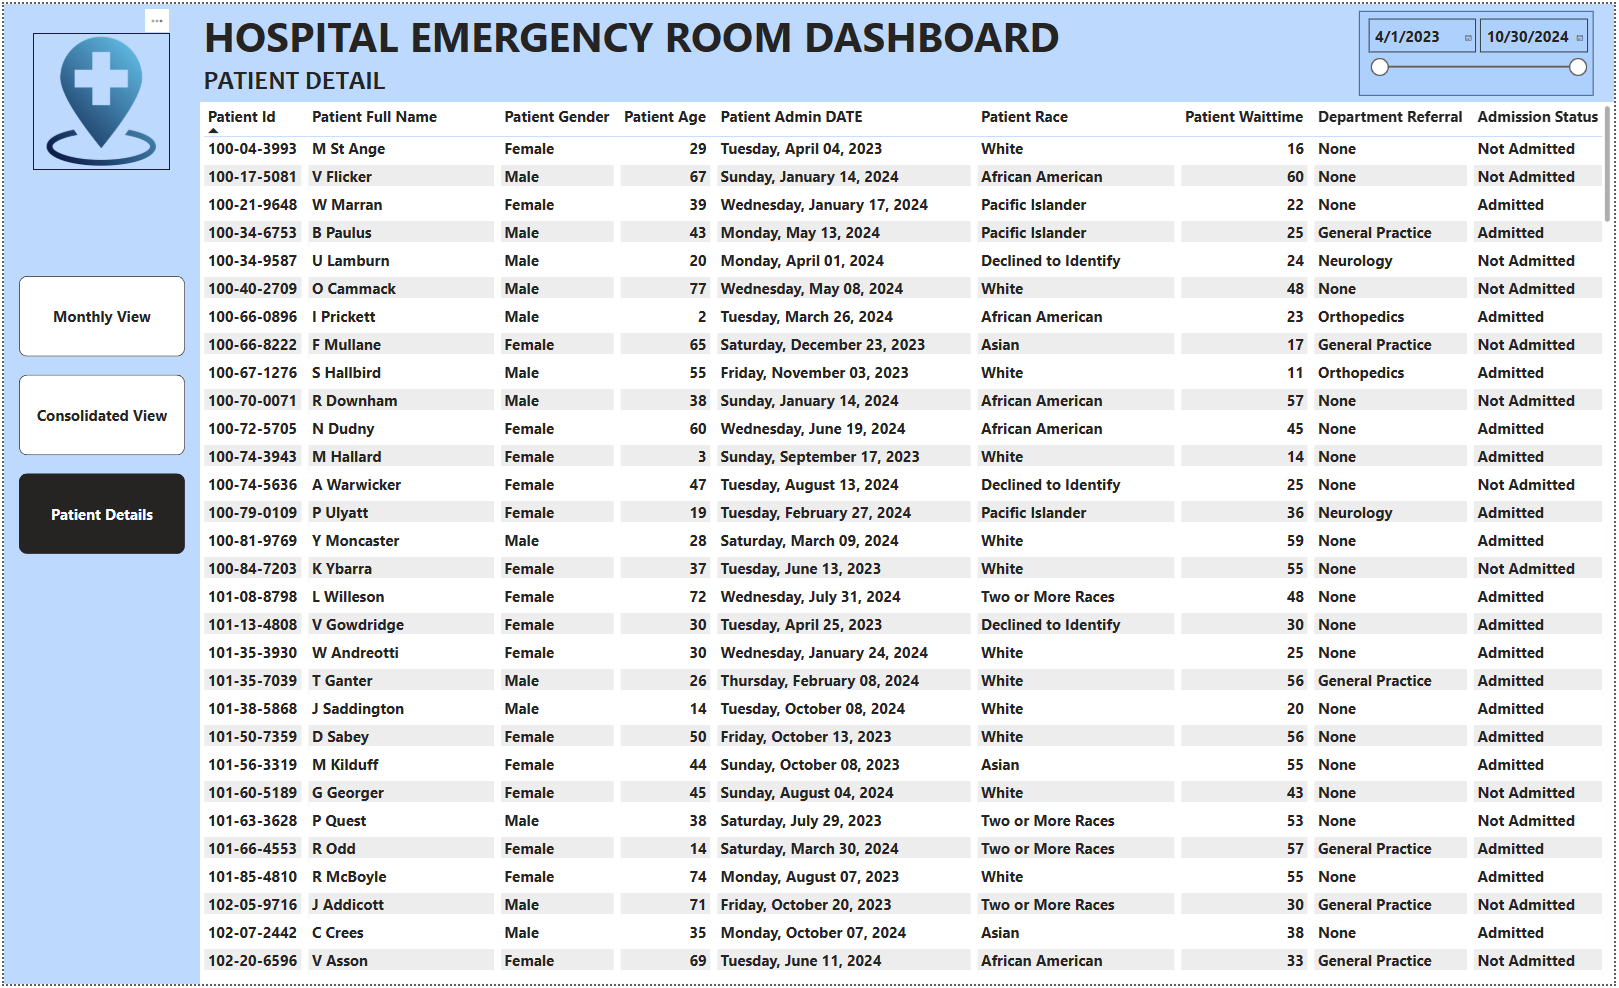 HOSPITAL EMERGENCY ROOM DASHBOARD
4/1/2023 10/30/2024
PATIENT DETAIL
Patient Id Patient Full Name Patient Gender Patient Age Patient Admin DATE Patient Race Patient Waittime Department Referral Admission Status
100-04-3993 M St Ange Female 29 Tuesday, April 04, 2023 White 16 None Not Admitted
100-17-5081 V Flicker Male 67 Sunday, January 14, 2024 African American 60 None Not Admitted
100-21-9648 W Marran Female 39 Wednesday, January 17, 2024 Pacific Islander 22 None Admitted
100-34-6753 B Paulus Male 43 Monday, May 13, 2024 Pacific Islander 25 General Practice Admitted
100-34-9587 U Lamburn Male 20 Monday, April 01, 2024 Declined to Identify 24 Neurology Not Admitted
100-40-2709 O Cammack Male 77 Wednesday, May 08, 2024 White 48 None Not Admitted
100-66-0896 I Prickett Male 2 Tuesday, March 26, 2024 African American 23 Orthopedics Admitted
100-66-8222 F Mullane Female 65 Saturday, December 23, 2023 Asian 17 General Practice Not Admitted
100-67-1276 S Hallbird Male 55 Friday, November 03, 2023 White 11 Orthopedics Admitted
100-70-0071 R Downham Male 38 Sunday, January 14, 2024 African American 57 None Not Admitted
100-72-5705 N Dudny Female 60 Wednesday, June 19, 2024 African American 45 None Admitted
100-74-3943 M Hallard Female 3 Sunday, September 17, 2023 White 14 None Admitted
100-74-5636 A Warwicker Female 47 Tuesday, August 13, 2024 Declined to Identify 25 None Not Admitted
100-79-0109 P Ulyatt Female 19 Tuesday, February 27, 2024 Pacific Islander 36 Neurology Admitted
100-81-9769 Y Moncaster Male 28 Saturday, March 09, 2024 White 59 None Admitted
100-84-7203 K Ybarra Female 37 Tuesday, June 13, 2023 White 55 None Not Admitted
101-08-8798 L Willeson Female 72 Wednesday, July 31, 2024 Two or More Races 48 None Admitted
101-13-4808 V Gowdridge Female 30 Tuesday, April 25, 2023 Declined to Identify 30 None Admitted
101-35-3930 W Andreotti Female 30 Wednesday, January 24, 2024 White 25 None Admitted
101-35-7039 T Ganter Male 26 Thursday, February 08, 2024 White 56 General Practice Admitted
101-38-5868 J Saddington Male 14 Tuesday, October 08, 2024 White 20 None Admitted
101-50-7359 D Sabey Female 50 Friday, October 13, 2023 White 56 None Admitted
101-56-3319 M Kilduff Female 44 Sunday, October 08, 2023 Asian 55 None Admitted
101-60-5189 G Georger Female 45 Sunday, August 04, 2024 White 43 None Not Admitted
101-63-3628 P Quest Male 38 Saturday, July 29, 2023 Two or More Races 53 None Not Admitted
101-66-4553 R Odd Female 14 Saturday, March 30, 2024 Two or More Races 57 General Practice Admitted
101-85-4810 R McBoyle Female 74 Monday, August 07, 2023 White 55 None Admitted
102-05-9716 J Addicott Male 71 Friday, October 20, 2023 Two or More Races 30 General Practice Not Admitted
102-07-2442 C Crees Male 35 Monday, October 07, 2024 Asian 38 None Admitted
102-20-6596 V Asson Female 69 Tuesday, June 11, 2024 African American 33 General Practice Not Admitted
Monthly View
Consolidated View
Patient Details